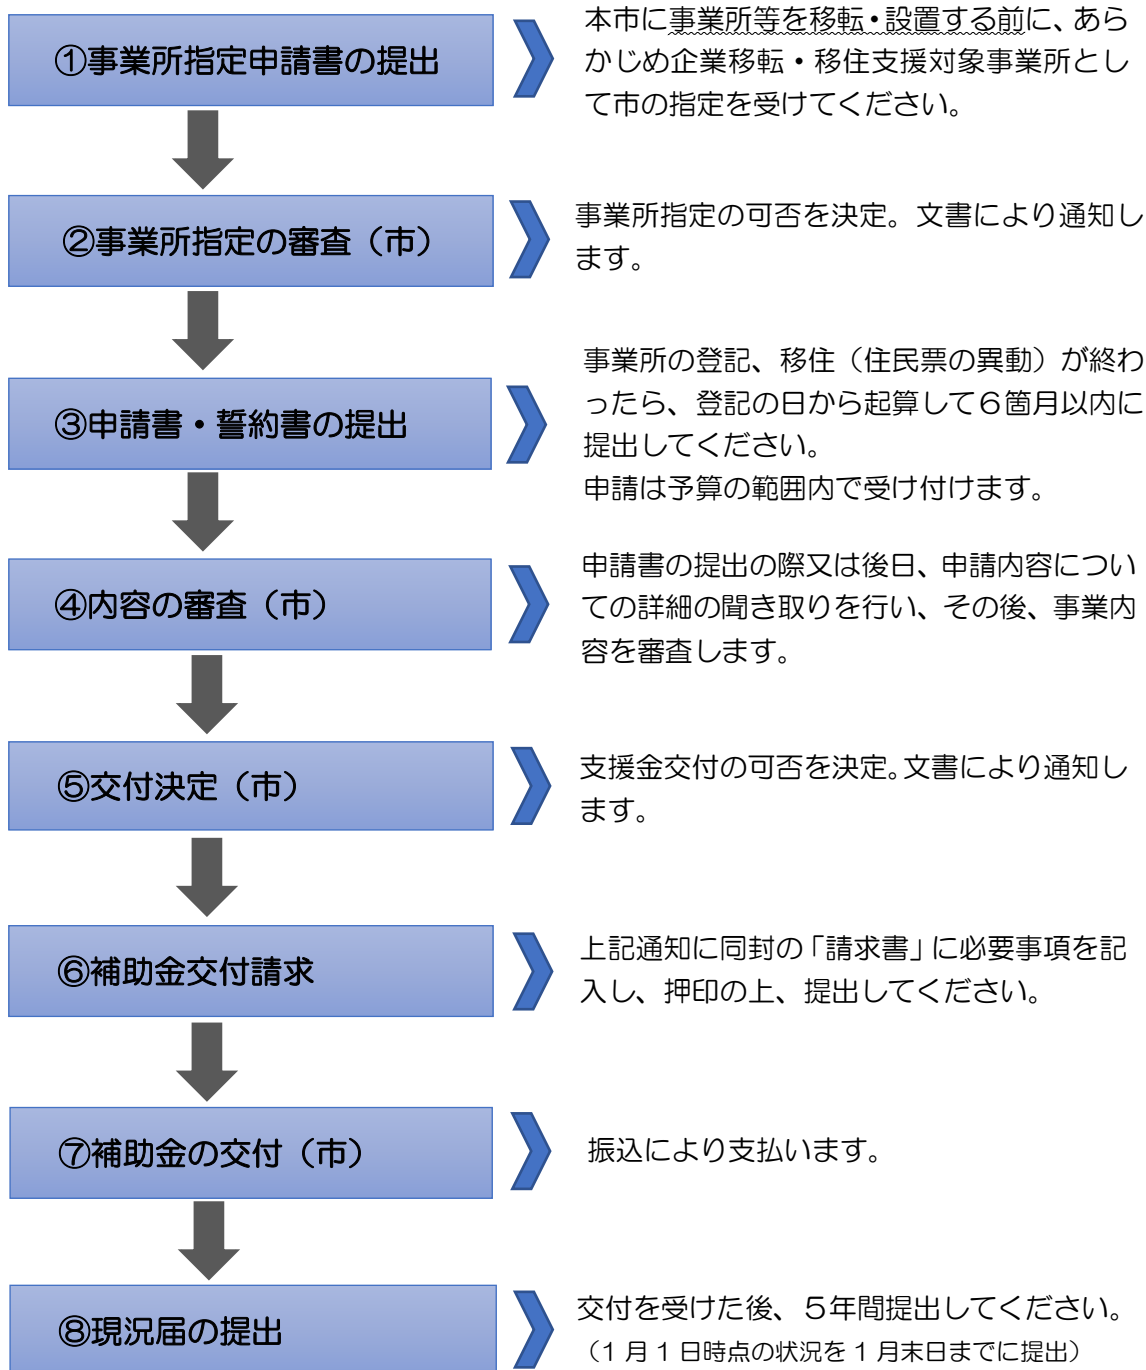 ①事業所指定申請書の提出
本市に事業所等を移転・設置する前に、あら
かじめ企業移転・移住支援対象事業所とし
て市の指定を受けてください。
②事業所指定の審査（市）
事業所指定の可否を決定。文書により通知し
ます。
③申請書・誓約書の提出
事業所の登記、移住（住民票の異動）が終わ
ったら、登記の日から起算して６箇月以内に
提出してください。
申請は予算の範囲内で受け付けます。
④内容の審査（市）
申請書の提出の際又は後日、申請内容につい
ての詳細の聞き取りを行い、その後、事業内
容を審査します。
⑤交付決定（市）
支援金交付の可否を決定。文書により通知し
ます。
⑥補助金交付請求
上記通知に同封の「請求書」に必要事項を記
入し、押印の上、提出してください。
⑦補助金の交付（市）
振込により支払います。
⑧現況届の提出
交付を受けた後、５年間提出してください。
（1 月 1 日時点の状況を 1 月末日までに提出）